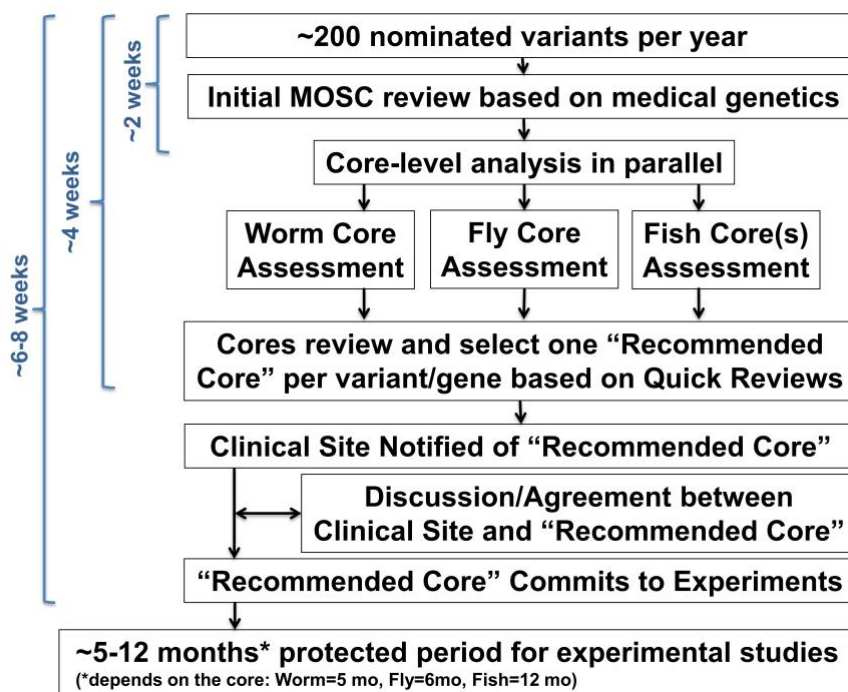 ~200 nominated variants per year
Initial MOSC review based on medical genetics
~2 weeks
~4 weeks
~6-8 weeks
Core-level analysis in parallel
Worm Core
Assessment
Fly Core
Assessment
Fish Core(s)
Assessment
Cores review and select one “Recommended
Core” per variant/gene based on Quick Reviews
Clinical Site Notified of “Recommended Core”
Discussion/Agreement between
Clinical Site and “Recommended Core”
“Recommended Core” Commits to Experiments
~5-12 months* protected period for experimental studies
(*depends on the core: Worm=5 mo, Fly=6mo, Fish=12 mo)